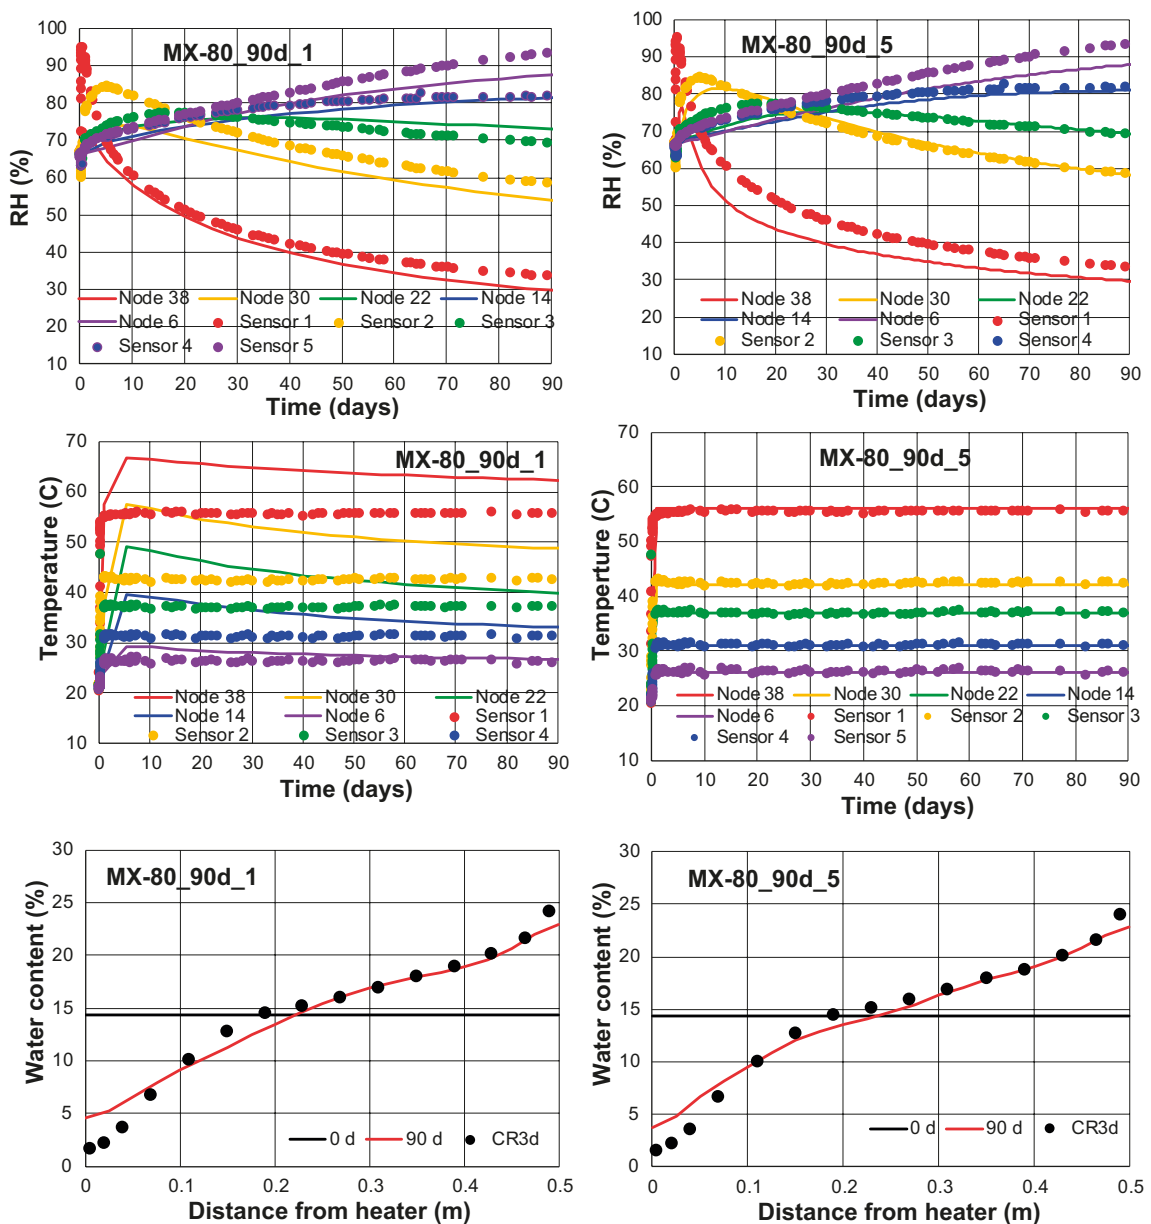 MX-80_90d_1
100
90
80
70
60
50
40
30
20
10
RH (%)
Node 38 Node 30 Node 22 Node 14
Node 6 Sensor 1 Sensor 2 Sensor 3
Sensor 4 Sensor 5
0 10 20 30 40 50 60 70 80 90
Time (days)
MX-80_90d_5
100
90
80
70
60
50
40
30
20
10
RH (%)
Node 38 Node 30 Node 22
Node 14 Node 6 Sensor 1
Sensor 2 Sensor 3 Sensor 4
0 10 20 30 40 50 60 70 80 90
Time (days)
MX-80_90d_1
70
60
50
40
30
20
10
Temperature (C)
Node 38 Node 30 Node 22
Node 14 Node 6 Sensor 1
Sensor 2 Sensor 3 Sensor 4
0 10 20 30 40 50 60 70 80 90
Time (days)
MX-80_90d_5
70
60
50
40
30
20
10
Temperture (C)
Node 38 Node 30 Node 22 Node 14
Node 6 Sensor 1 Sensor 2 Sensor 3
Sensor 4 Sensor 5
0 10 20 30 40 50 60 70 80 90
Time (days)
MX-80_90d_1
30
25
20
15
10
5
0
Water content (%)
0 d 90 d CR3d
0 0.1 0.2 0.3 0.4 0.5
Distance from heater (m)
MX-80_90d_5
30
25
20
15
10
5
0
Water content (%)
0 d 90 d CR3d
0 0.1 0.2 0.3 0.4 0.5
Distance from heater (m)